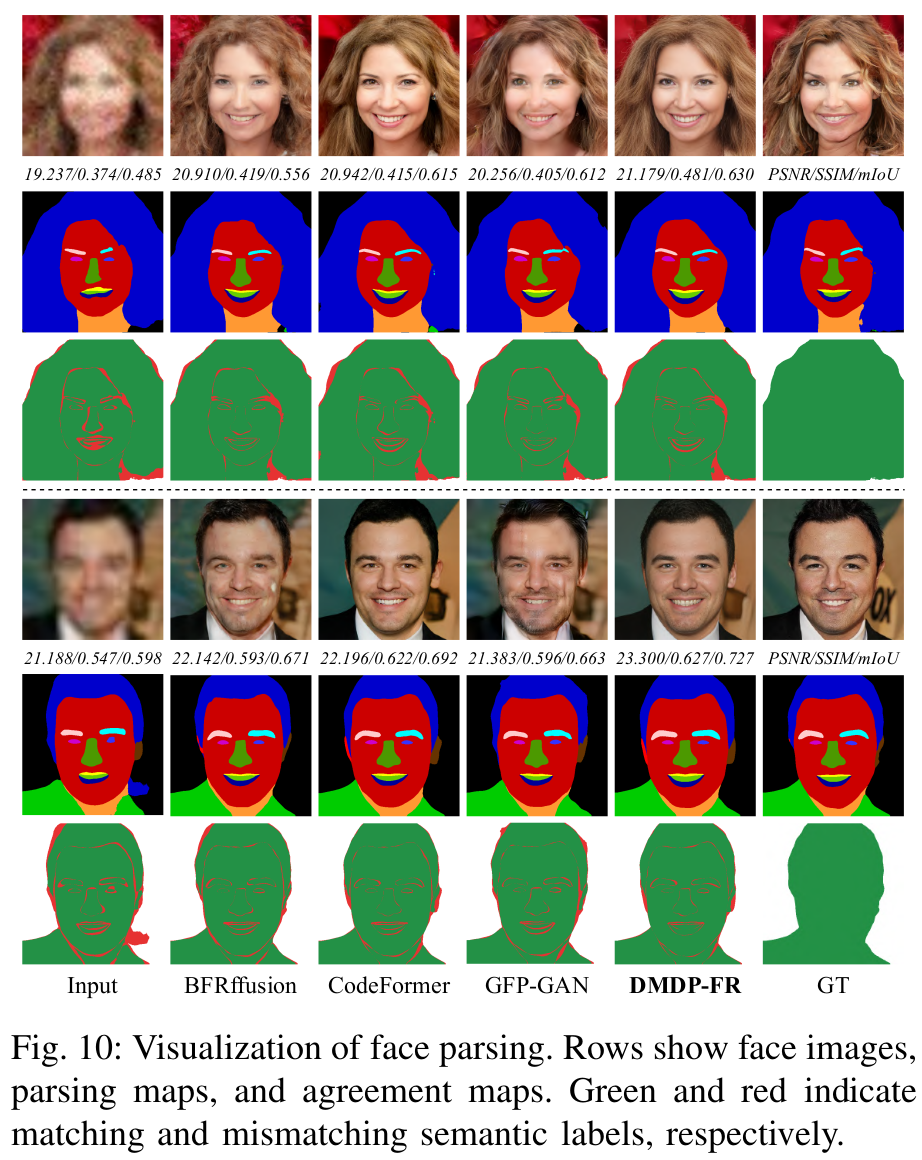 19.237/0.374/0.485 20.910/0.419/0.556 20.942/0.415/0.615 20.256/0.405/0.612 21.179/0.481/0.630 PSNR/SSIM/mIoU
OX
21.188/0.547/0.598 22.142/0.593/0.671 22.196/0.622/0.692 21.383/0.596/0.663 23.300/0.627/0.727 PSNR/SSIM/mIoU
Input BFRffusion CodeFormer GFP-GAN DMDP-FR GT
Fig. 10: Visualization of face parsing. Rows show face images,
parsing maps, and agreement maps. Green and red indicate
matching and mismatching semantic labels, respectively.